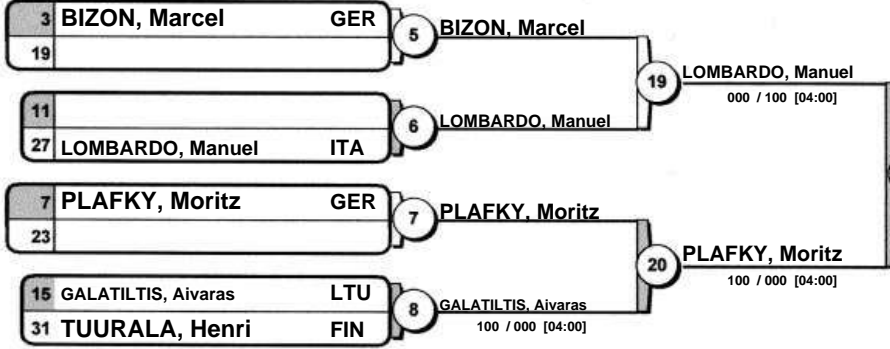 3 BIZON, Marcel GER
19
5 BIZON, Marcel
11
27 LOMBARDO, Manuel ITA
6 LOMBARDO, Manuel
19 LOMBARDO, Manuel
000 / 100 [04:00]
7 PLAFKY, Moritz GER
23
7 PLAFKY, Moritz
15 GALATILTIS, Aivaras LTU
31 TUURALA, Henri FIN
8 GALATILTIS, Aivaras
100 / 000 [04:00]
20 PLAFKY, Moritz
100 / 000 [04:00]